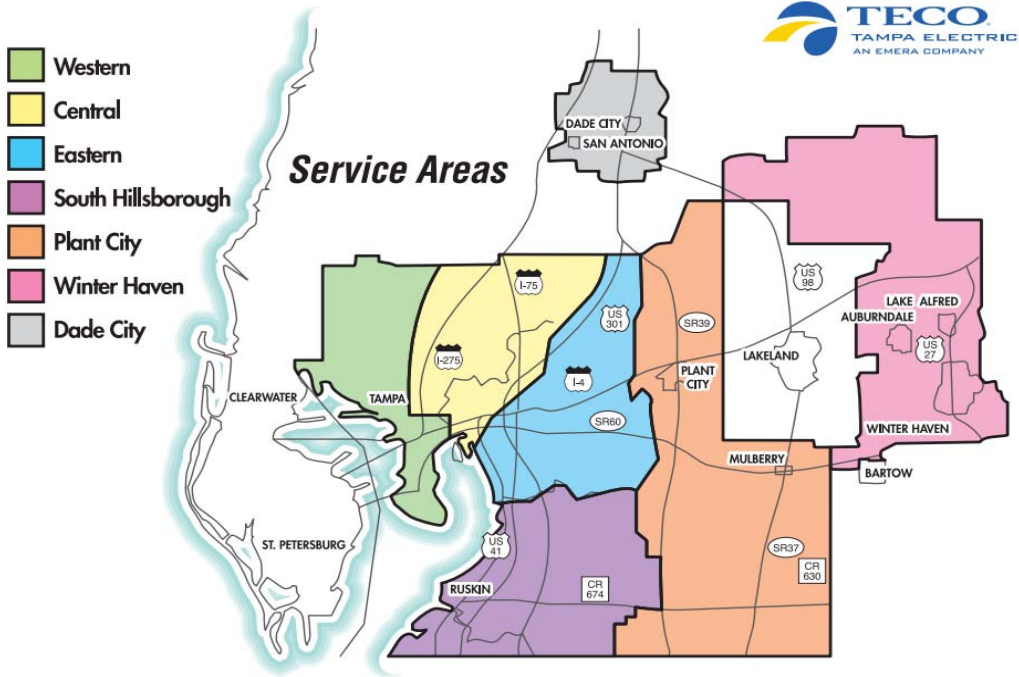 TECO.
TAMPA ELECTRIC
AN EMERA COMPANY
Western
Central
Eastern
South Hillsborough
Plant City
Winter Haven
Dade City
Service Areas
DADE CITY
SAN ANTONIO
I-75
US
98
US
301
SR39
LAKE ALFRED
AUBURNDALE
US
27
I-275
LAKELAND
I-4
PLANT
CITY
CLEARWATER
TAMPA
SR60
WINTER HAVEN
MULBERRY
BARTOW
ST. PETERSBURG
US
41
SR37
CR
630
RUSKIN
CR
674